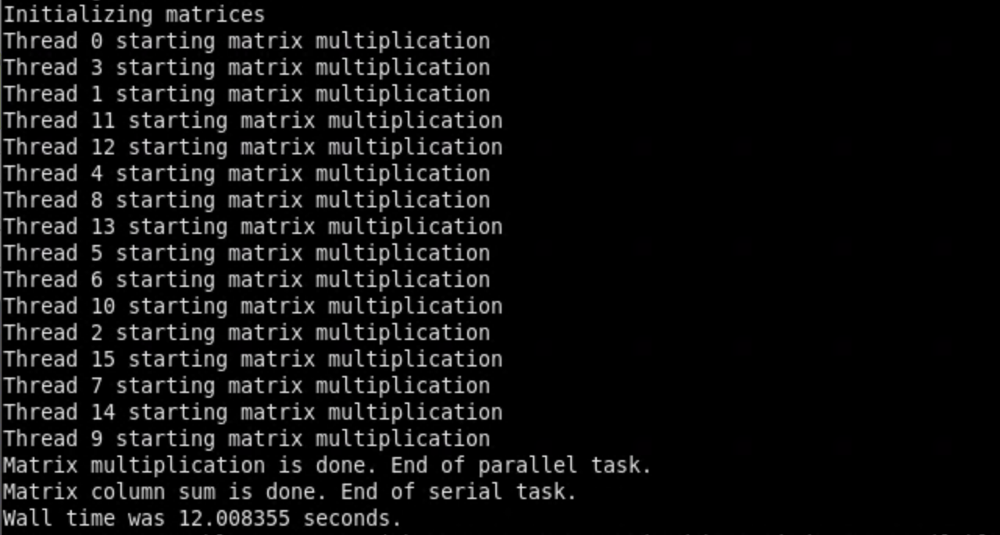 Initializing matrices
Thread 0 starting matrix multiplication
Thread 3 starting matrix multiplication
Thread 1 starting matrix multiplication
Thread 11 starting matrix multiplication
Thread 12 starting matrix multiplication
Thread 4 starting matrix multiplication
Thread 8 starting matrix multiplication
Thread 13 starting matrix multiplication
Thread 5 starting matrix multiplication
Thread 6 starting matrix multiplication
Thread 10 starting matrix multiplication
Thread 2 starting matrix multiplication
Thread 15 starting matrix multiplication
Thread 7 starting matrix multiplication
Thread 14 starting matrix multiplication
Thread 9 starting matrix multiplication
Matrix multiplication is done. End of parallel task.
Matrix column sum is done. End of serial task.
Wall time was 12.008355 seconds.